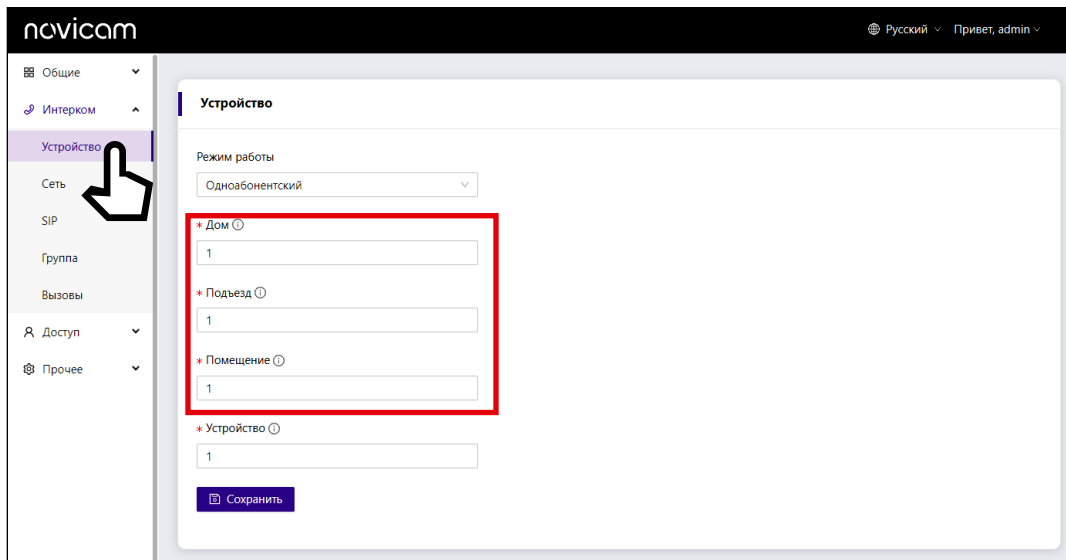 novicam
Русский
Привет, admin
Общие
Интерком
Устройство
Сеть
SIP
Группа
Вызовы
Доступ
Прочее
Устройство
Режим работы
Одноабонентский
* Дом
1
* Подъезд
1
* Помещение
1
* Устройство
1
Сохранить